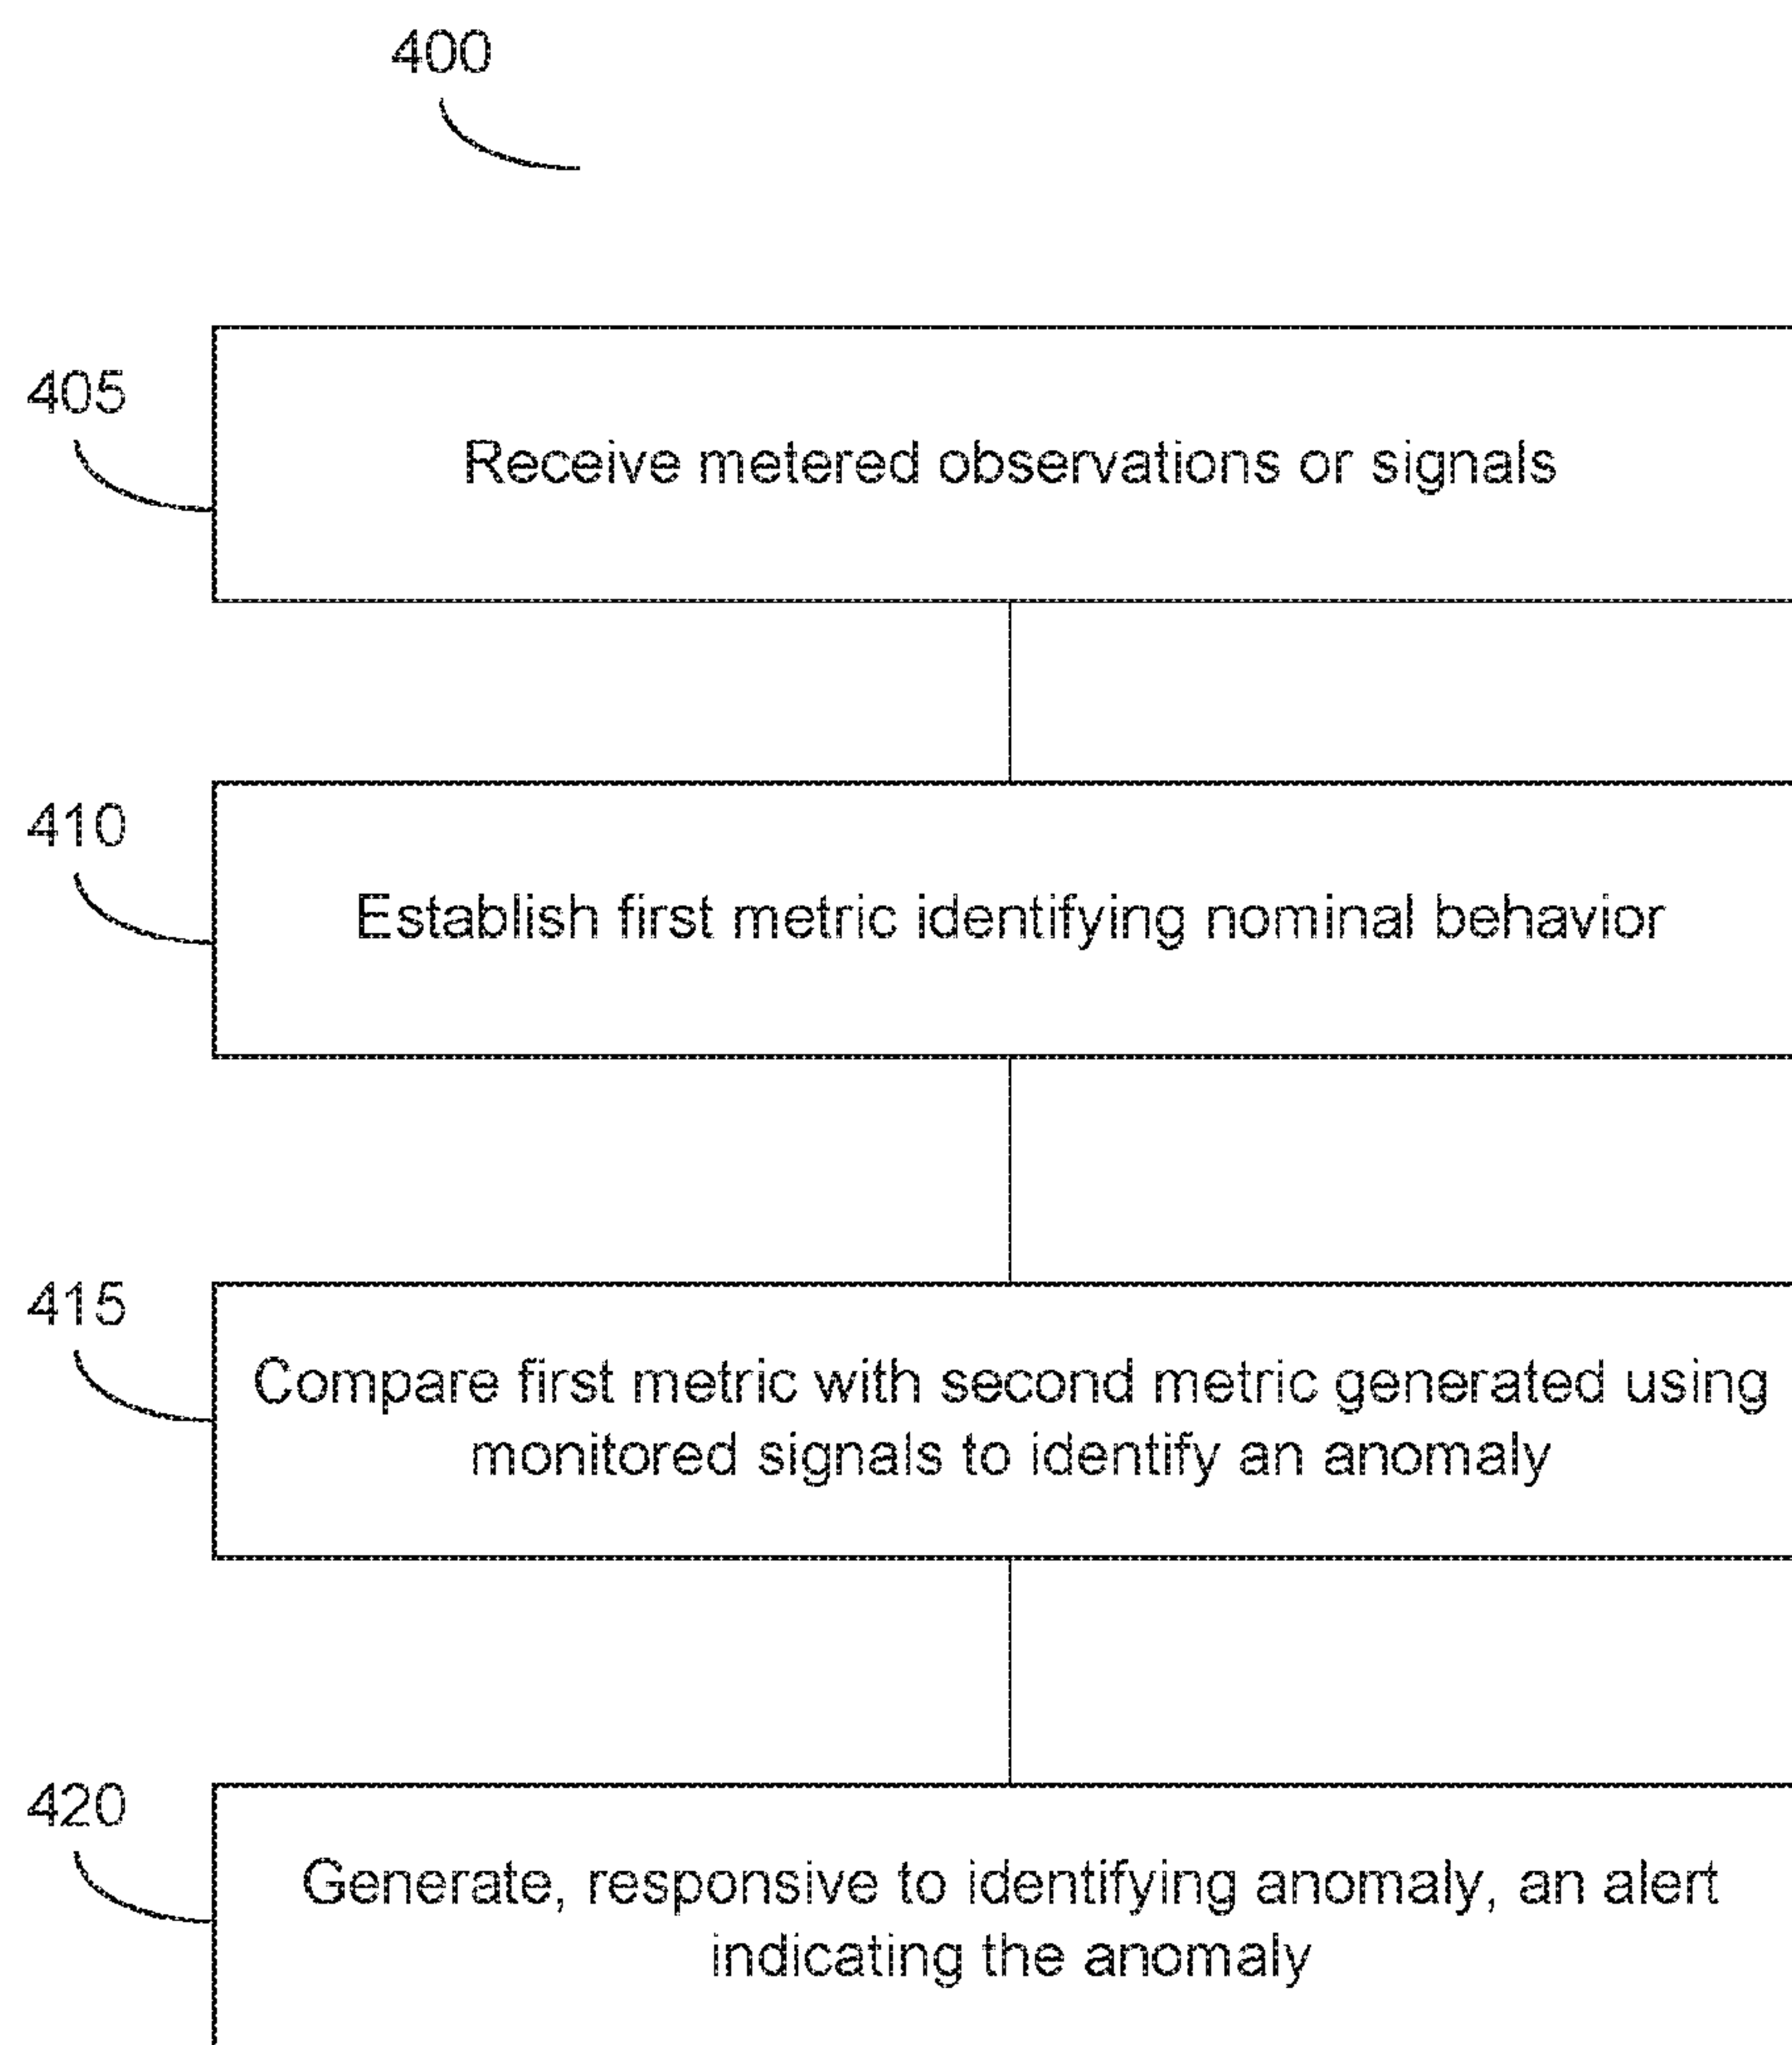 400
405
Receive metered observations or signals
410
Establish first metric identifying nominal behavior
415
Compare first metric with second metric generated using
monitored signals to identify an anomaly
420
Generate, responsive to identifying anomaly, an alert
indicating the anomaly